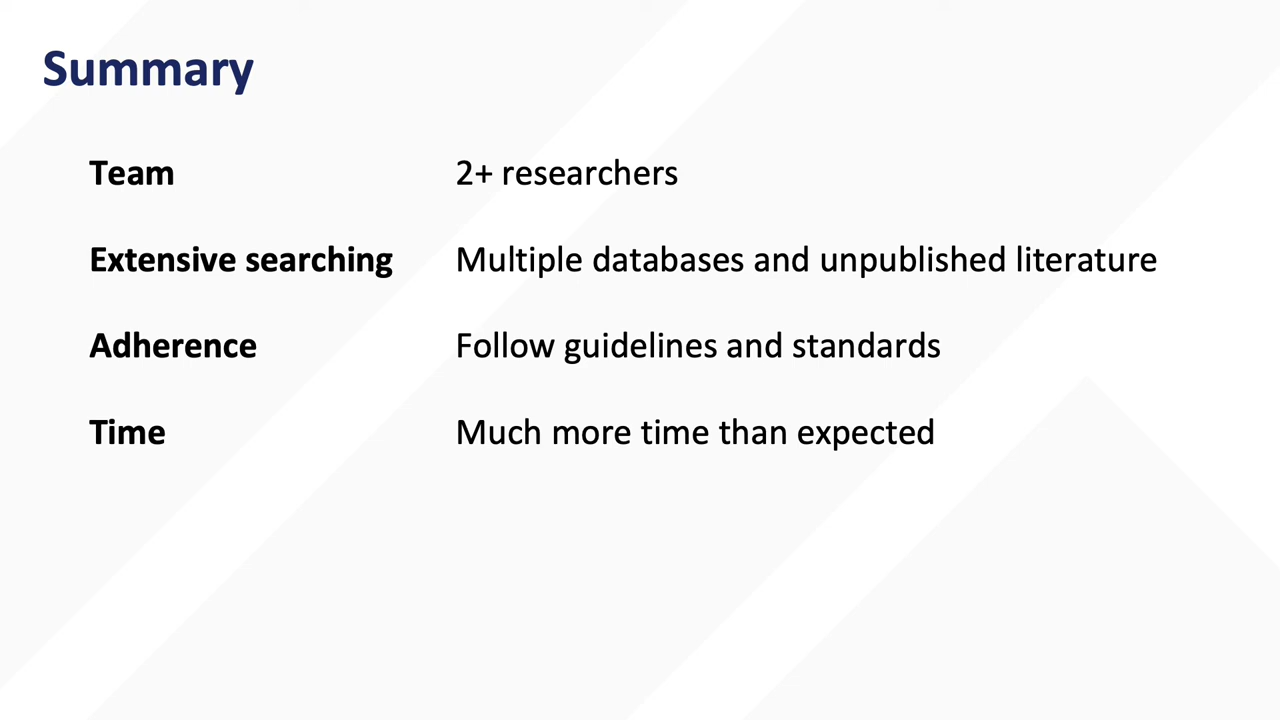 Summary
Team 2+ researchers
Extensive searching Multiple databases and unpublished literature
Adherence Follow guidelines and standards
Time Much more time than expected